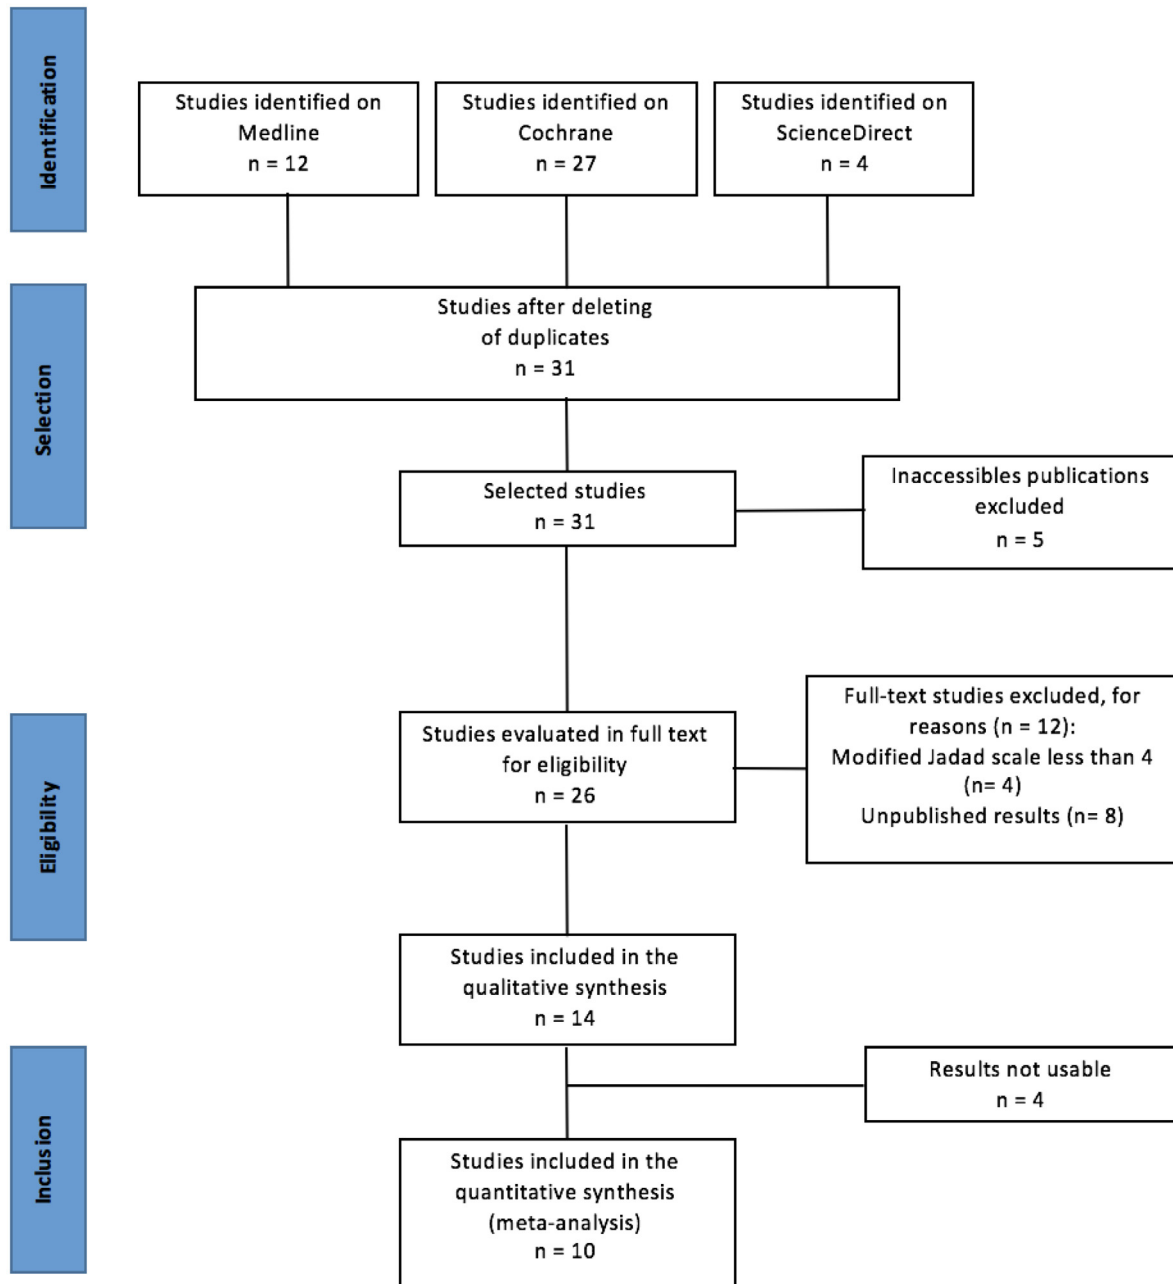 Identification
Studies identified on
Medline
n = 12
Studies identified on
Cochrane
n = 27
Studies identified on
ScienceDirect
n = 4
Selection
Studies after deleting
of duplicates
n = 31
Selected studies
n = 31
Inaccessibles publications
excluded
n = 5
Eligibility
Studies evaluated in full text
for eligibility
n = 26
Full-text studies excluded, for
reasons (n = 12):
Modified Jadad scale less than 4
(n= 4)
Unpublished results (n= 8)
Studies included in the
qualitative synthesis
n = 14
Inclusion
Results not usable
n = 4
Studies included in the
quantitative synthesis
(meta-analysis)
n = 10